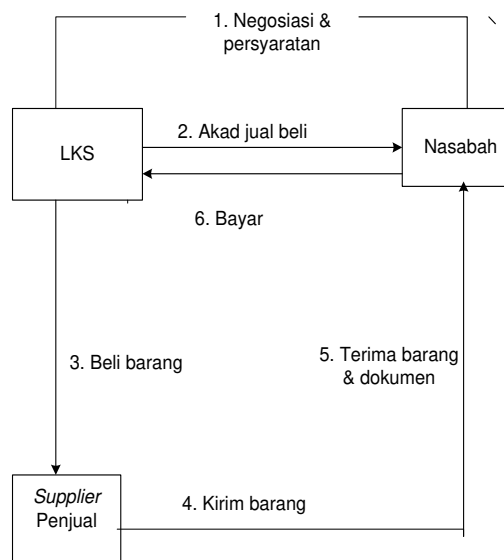 1. Negosiasi &
persyaratan
LKS
2. Akad jual beli
Nasabah
6. Bayar
3. Beli barang
5. Terima barang
& dokumen
Supplier
Penjual
4. Kirim barang